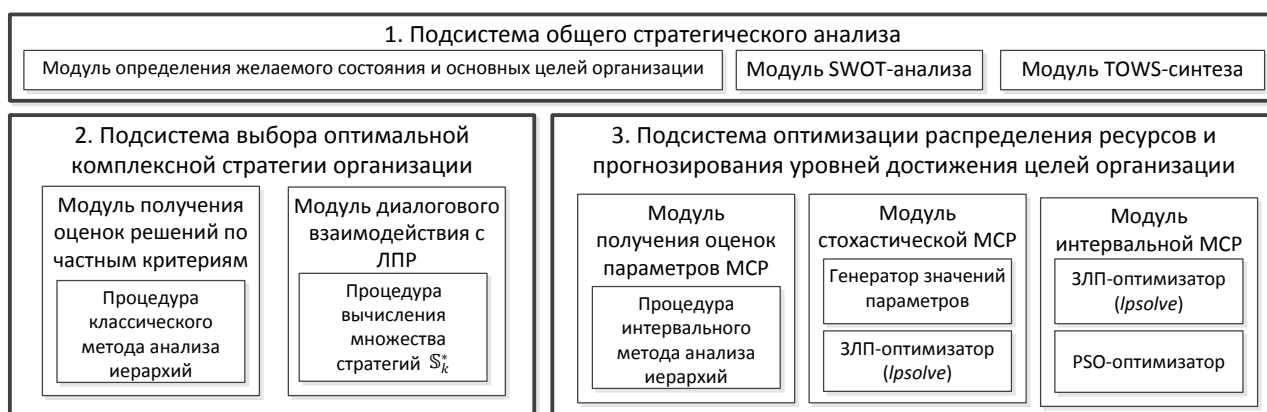 1. Подсистема общего стратегического анализа
Модуль определения желаемого состояния и основных целей организации
Модуль SWOT-анализа
Модуль TOWS-синтеза
2. Подсистема выбора оптимальной
комплексной стратегии организации
Модуль получения
оценок решений по
частным критериям
Процедура
классического
метода анализа
иерархий
Модуль диалогового
взаимодействия с
ЛПР
Процедура
вычисления
множества
стратегий 𝕊*k
3. Подсистема оптимизации распределения ресурсов и
прогнозирования уровней достижения целей организации
Модуль
получения оценок
параметров МСР
Процедура
интервального
метода анализа
иерархий
Модуль
стохастической МСР
Генератор значений
параметров
ЗЛП-оптимизатор
(lpsolve)
Модуль
интервальной МСР
ЗЛП-оптимизатор
(lpsolve)
PSO-оптимизатор